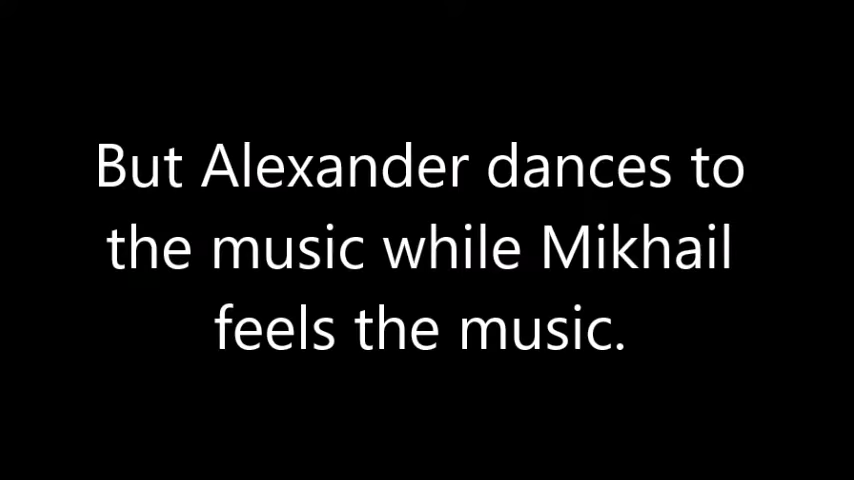 But Alexander dances to
the music while Mikhail
feels the music.